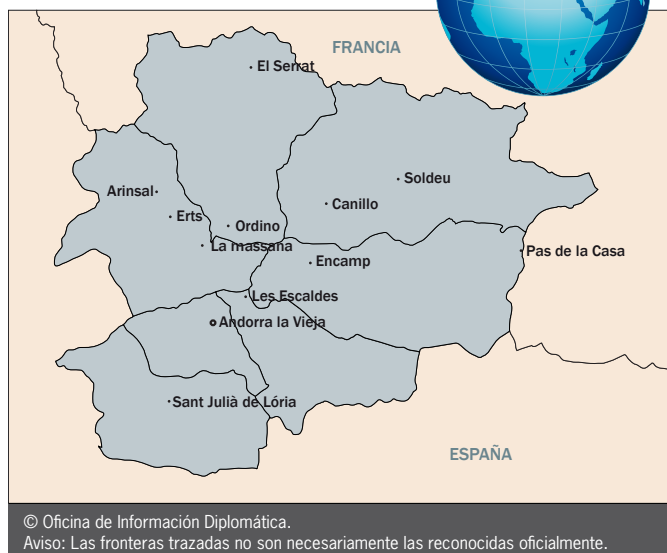 FRANCIA
El Serrat
Soldeu
Arinsal
Canillo
Erts
Ordino
La massana
Pas de la Casa
Encamp
Les Escaldes
Andorra la Vieja
Sant Julià de Lória
ESPAÑA
© Oficina de Información Diplomática.
Aviso: Las fronteras trazadas no son necesariamente las reconocidas oficialmente.